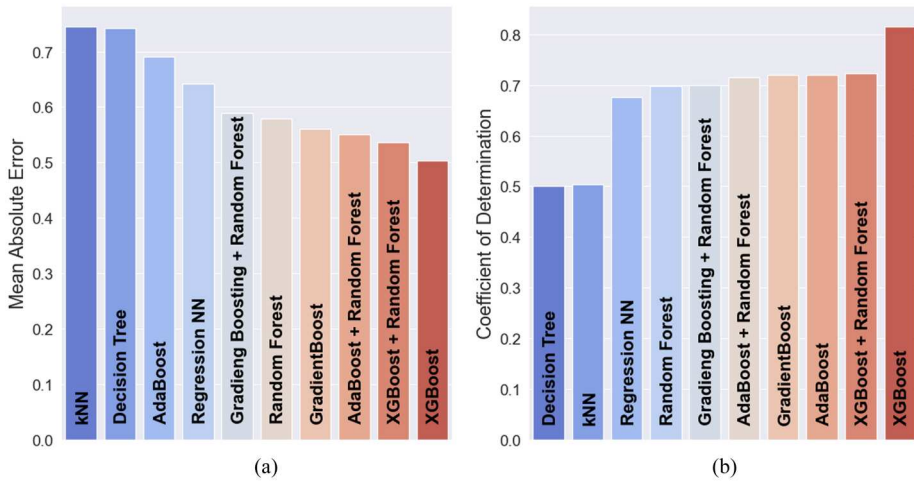 Mean Absolute Error
0.7
0.6
0.5
0.4
0.3
0.2
0.1
0.0
kNN
Decision Tree
AdaBoost
Regression NN
Gradieng Boosting + Random Forest
Random Forest
GradientBoost
AdaBoost + Random Forest
XGBoost + Random Forest
XGBoost
(a)
Coefficient of Determination
0.8
0.7
0.6
0.5
0.4
0.3
0.2
0.1
0.0
Decision Tree
kNN
Regression NN
Random Forest
Gradieng Boosting + Random Forest
AdaBoost + Random Forest
GradientBoost
AdaBoost
XGBoost + Random Forest
XGBoost
(b)